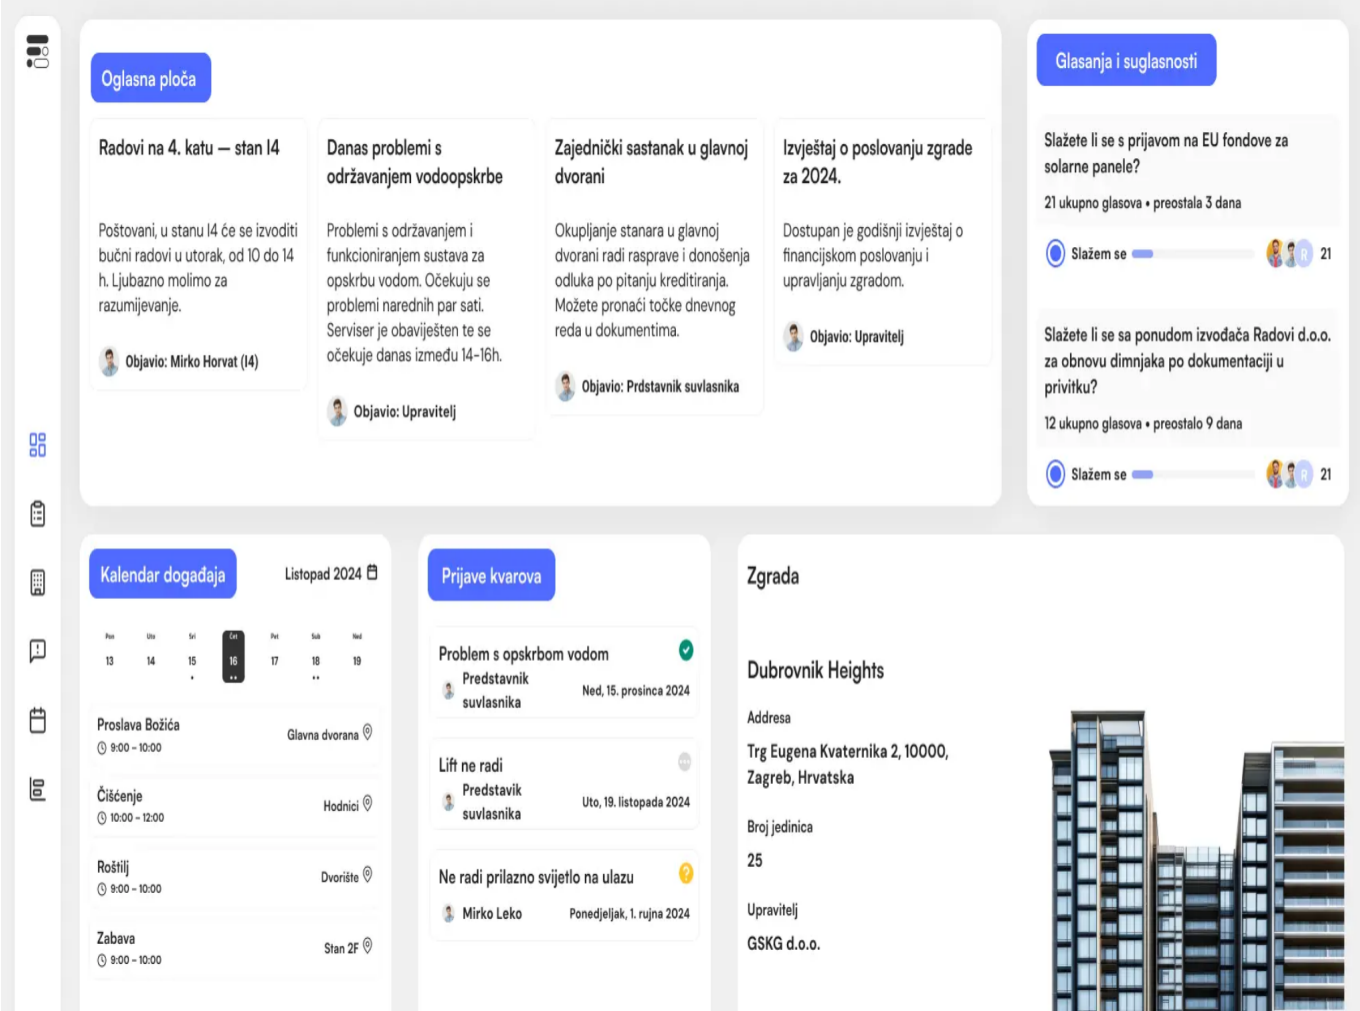 Oglasna ploča
Radovi na 4. katu — stan I4
Poštovani, u stanu I4 će se izvoditi
bučni radovi u utorak, od 10 do 14
h. Ljubazno molimo za
razumijevanje.
Objavio: Mirko Horvat (I4)
Danas problemi s
održavanjem vodoopskrbe
Problemi s održavanjem i
funkcioniranjem sustava za
opskrbu vodom. Očekuju se
problemi narednih par sati.
Serviser je obaviješten te se
očekuje danas između 14-16h.
Objavio: Upravitelj
Zajednički sastanak u glavnoj
dvorani
Okupljanje stanara u glavnoj
dvorani radi rasprave i donošenja
odluka po pitanju kreditiranja.
Možete pronaći točke dnevnog
reda u dokumentima.
Objavio: Prdstavnik suvlasnika
Izvještaj o poslovanju zgrade
za 2024.
Dostupan je godišnji izvještaj o
financijskom poslovanju i
upravljanju zgradom.
Objavio: Upravitelj
Glasanja i suglasnosti
Slažete li se s prijavom na EU fondove za
solarne panele?
21 ukupno glasova • preostala 3 dana
Slažem se R 21
Slažete li se sa ponudom izvođača Radovi d.o.o.
za obnovu dimnjaka po dokumentaciji u
privitku?
12 ukupno glasova • preostalo 9 dana
Slažem se R 21
Kalendar događaja
Listopad 2024
Pon Uto Sri Čet Pet Sub Ned
13 14 15 16 17 18 19
Proslava Božića
9:00 – 10:00
Glavna dvorana
Čišćenje
10:00 – 12:00
Hodnici
Roštilj
9:00 – 10:00
Dvorište
Zabava
9:00 – 10:00
Stan 2F
Prijave kvarova
Problem s opskrbom vodom
Predstavnik
suvlasnika
Ned, 15. prosinca 2024
Lift ne radi
Predstavik
suvlasnika
Uto, 19. listopada 2024
Ne radi prilazno svijetlo na ulazu
?
Mirko Leko
Ponedjeljak, 1. rujna 2024
Zgrada
Dubrovnik Heights
Addresa
Trg Eugena Kvaternika 2, 10000,
Zagreb, Hrvatska
Broj jedinica
25
Upravitelj
GSKG d.o.o.